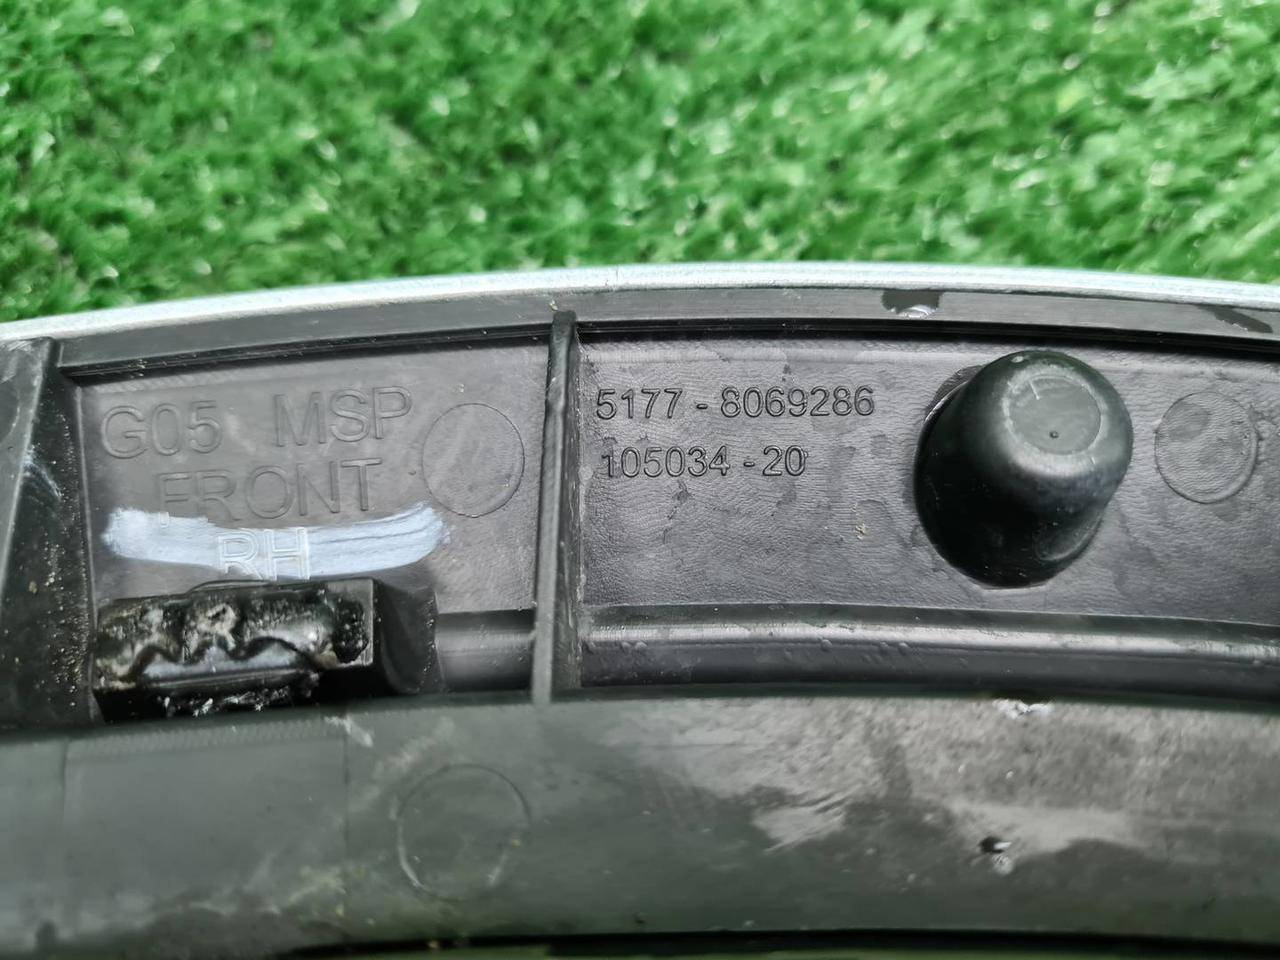 G05 MSP
FRONT
RH
5177 - 8069286
105034 - 20